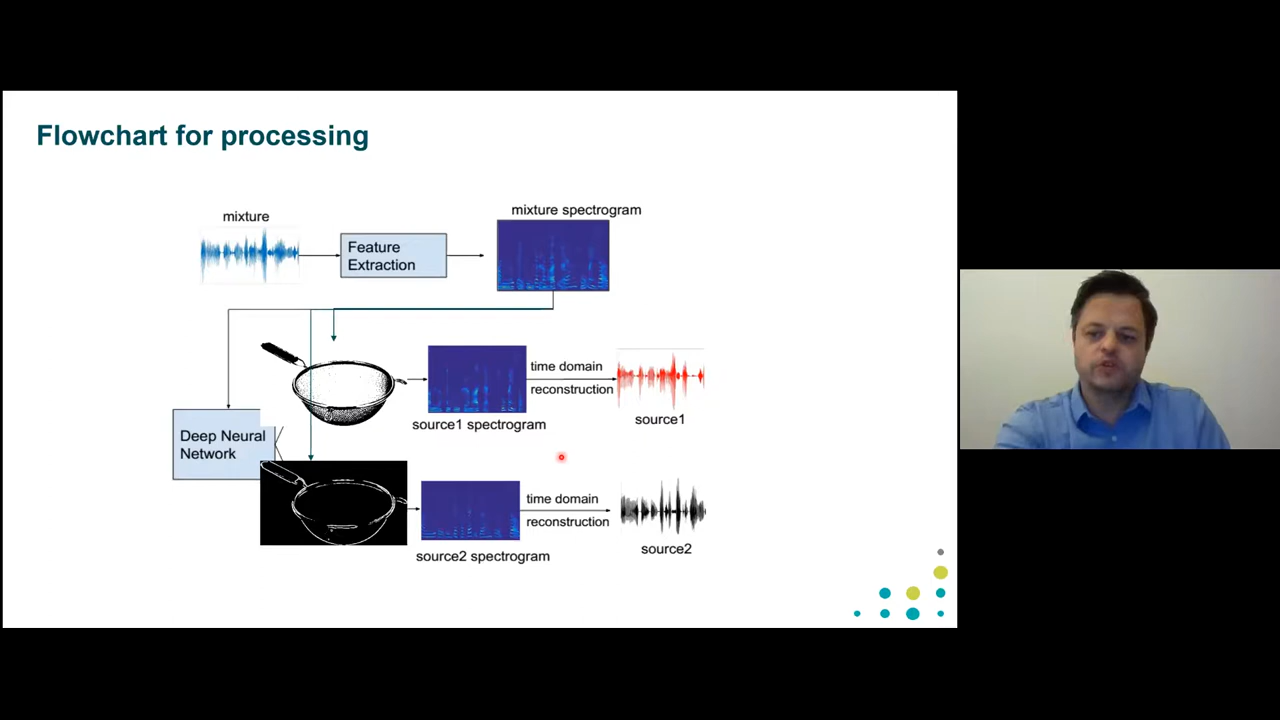 Flowchart for processing
mixture
Feature
Extraction
mixture spectrogram
Deep Neural
Network
source1 spectrogram
time domain
reconstruction
source1
source2 spectrogram
time domain
reconstruction
source2